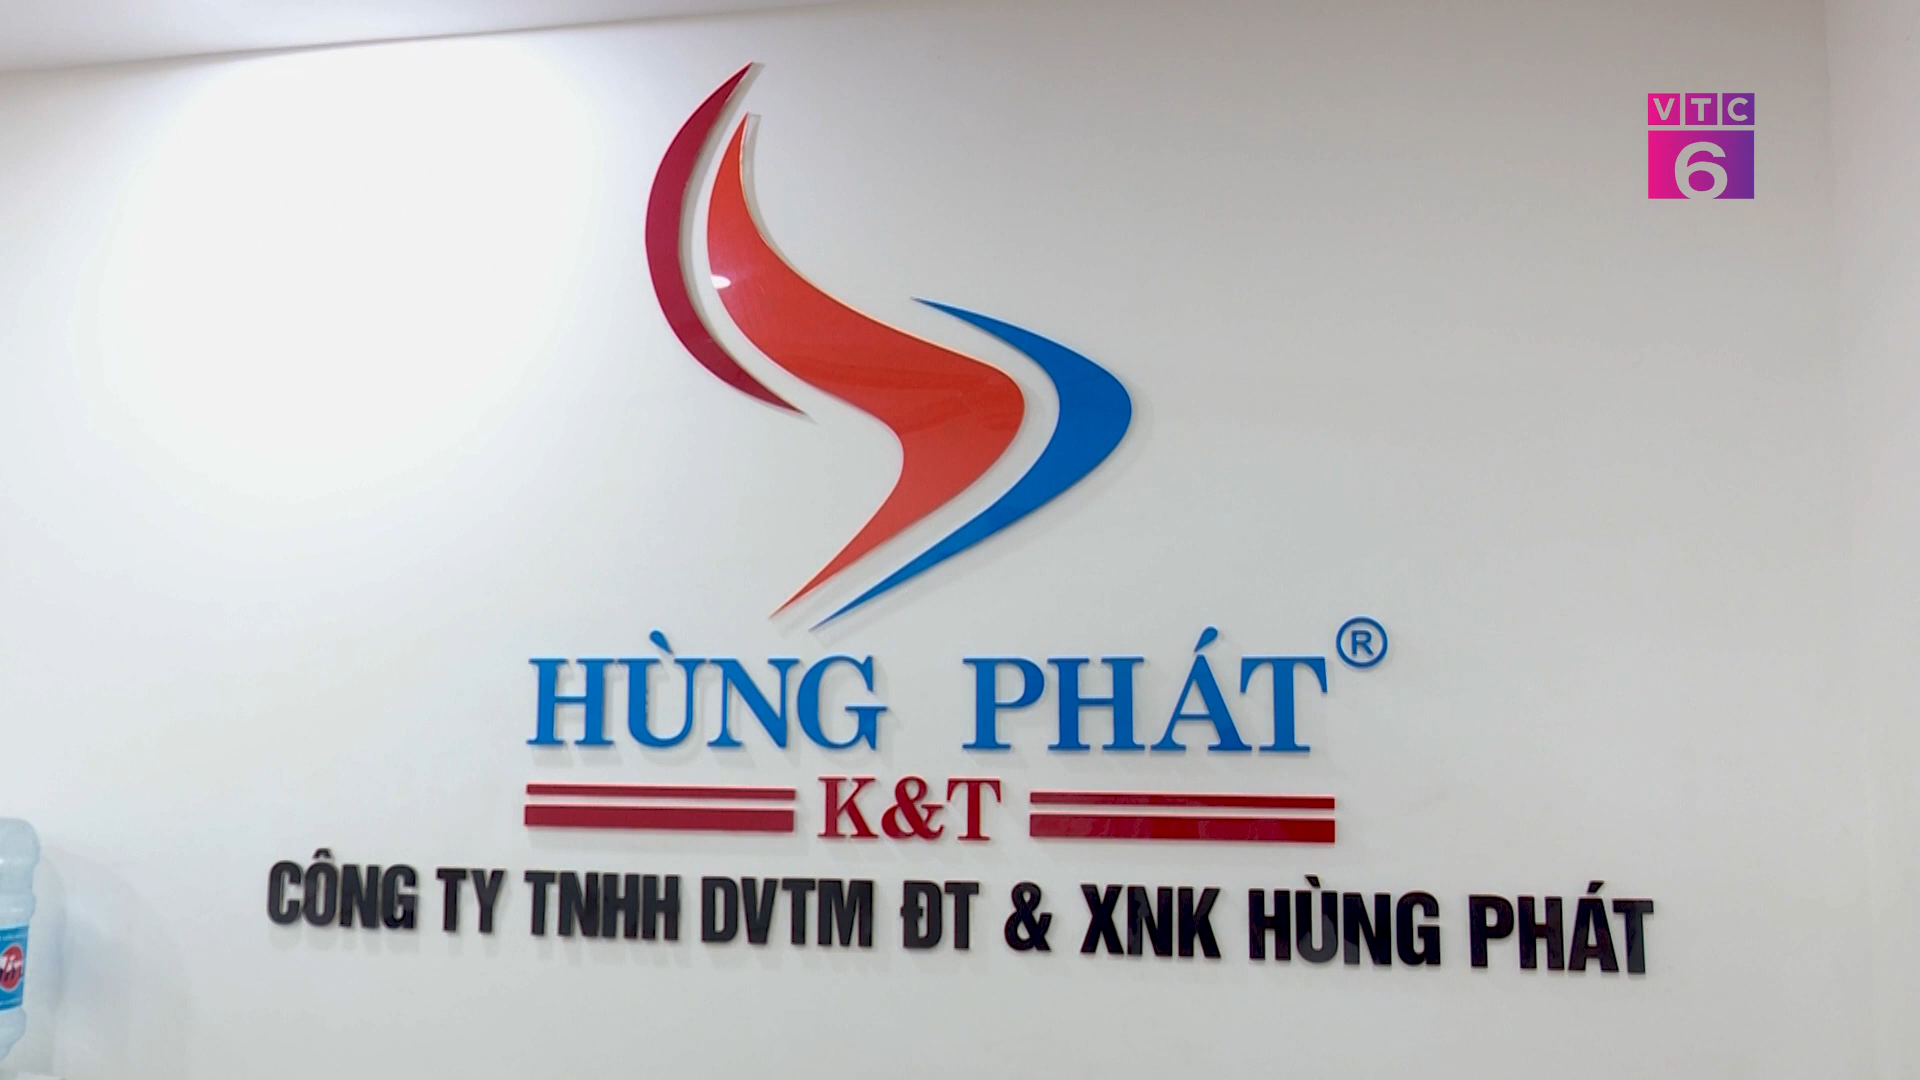 VTC
6
HÙNG PHÁT ®
K&T
CÔNG TY TNHH DVTM ĐT & XNK HÙNG PHÁT